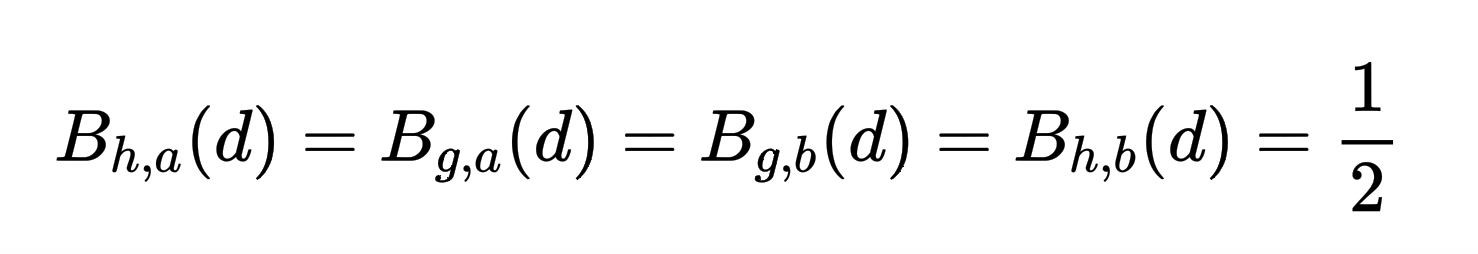 $B_{h,a}(d) = B_{g,a}(d) = B_{g,b}(d) = B_{h,b}(d) = \frac{1}{2}$